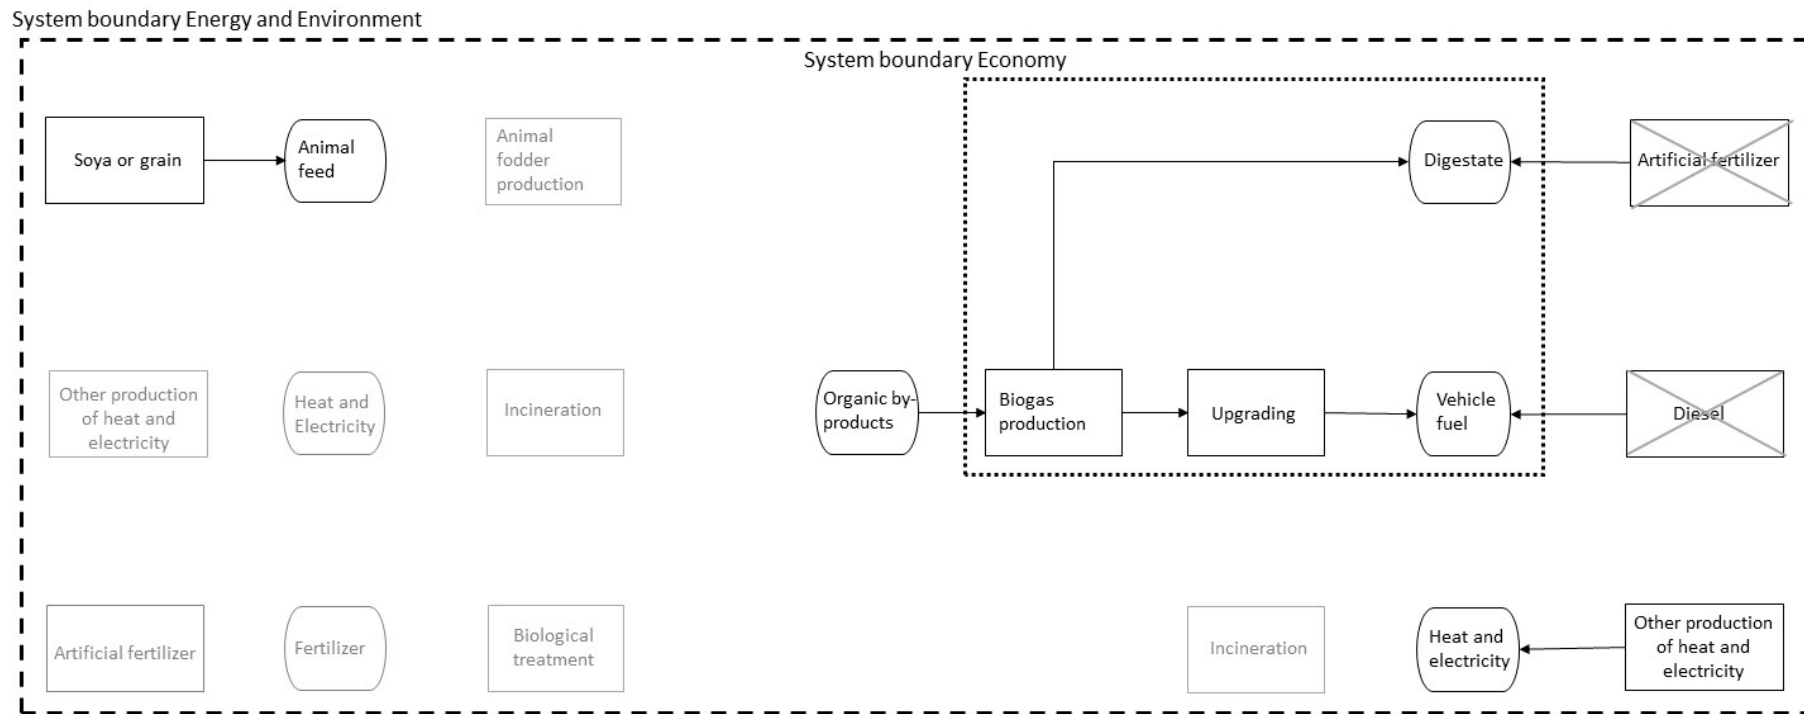 System boundary Energy and Environment
System boundary Economy
Soya or grain
Animal
feed
Animal
fodder
production
Digestate
Artificial fertilizer
Other production
of heat and
electricity
Heat and
Electricity
Incineration
Organic by-
products
Biogas
production
Upgrading
Vehicle
fuel
Diesel
Artificial fertilizer
Fertilizer
Biological
treatment
Incineration
Heat and
electricity
Other production
of heat and
electricity